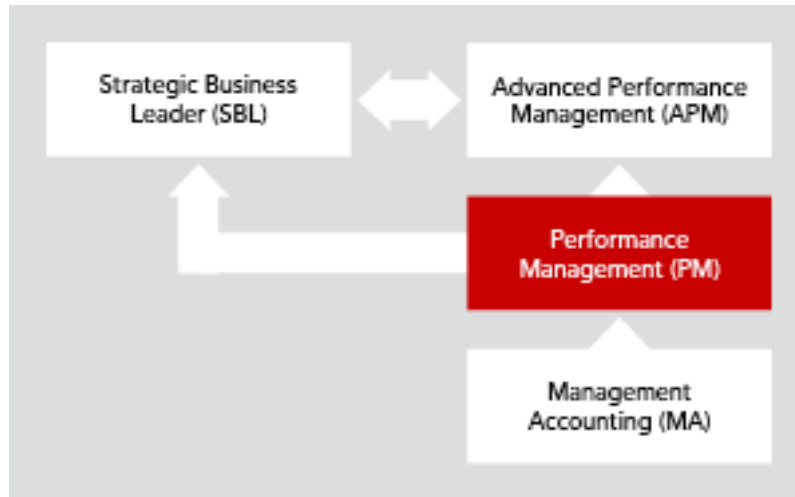 Strategic Business
Leader (SBL)
Advanced Performance
Management (APM)
Performance
Management (PM)
Management
Accounting (MA)